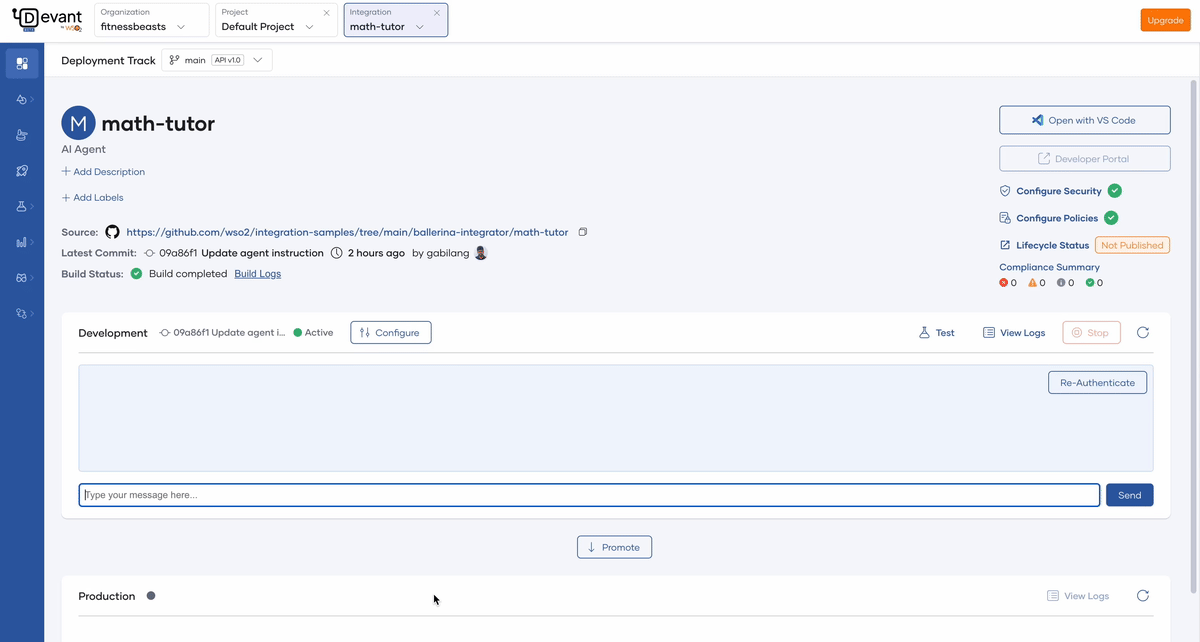 Devant
BETA by WSO2
Organization
fitnessbeasts
Project
Default Project
Integration
math-tutor
Upgrade
Deployment Track
main API v1.0
M math-tutor
AI Agent
+ Add Description
+ Add Labels
Source: https://github.com/wso2/integration-samples/tree/main/ballerina-integrator/math-tutor
Latest Commit: 09a86f1 Update agent instruction 2 hours ago by gabilang
Build Status: Build completed Build Logs
Open with VS Code
Developer Portal
Configure Security
Configure Policies
Lifecycle Status Not Published
Compliance Summary
0 0 0 0
Development 09a86f1 Update agent i... Active Configure Test View Logs Stop
Re-Authenticate
Type your message here... Send
Promote
Production View Logs